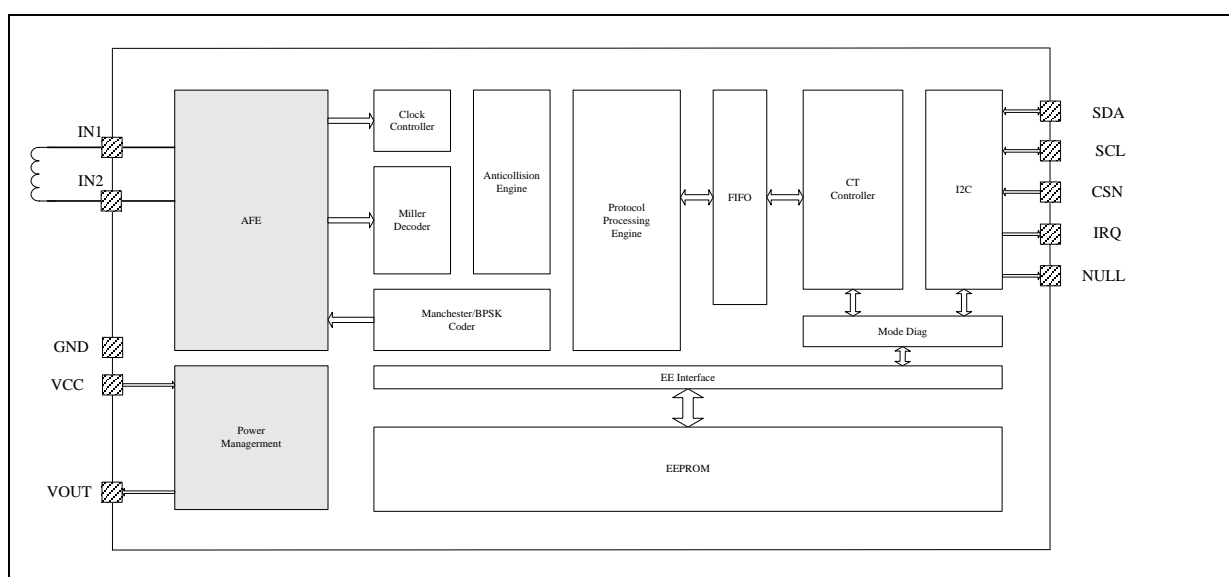 IN1
IN2
GND
VCC
VOUT
AFE
Power
Managerment
Clock
Controller
Miller
Decoder
Anticollision
Engine
Manchester/BPSK
Coder
Protocol
Processing
Engine
FIFO
CT
Controller
I2C
Mode Diag
EE Interface
EEPROM
SDA
SCL
CSN
IRQ
NULL